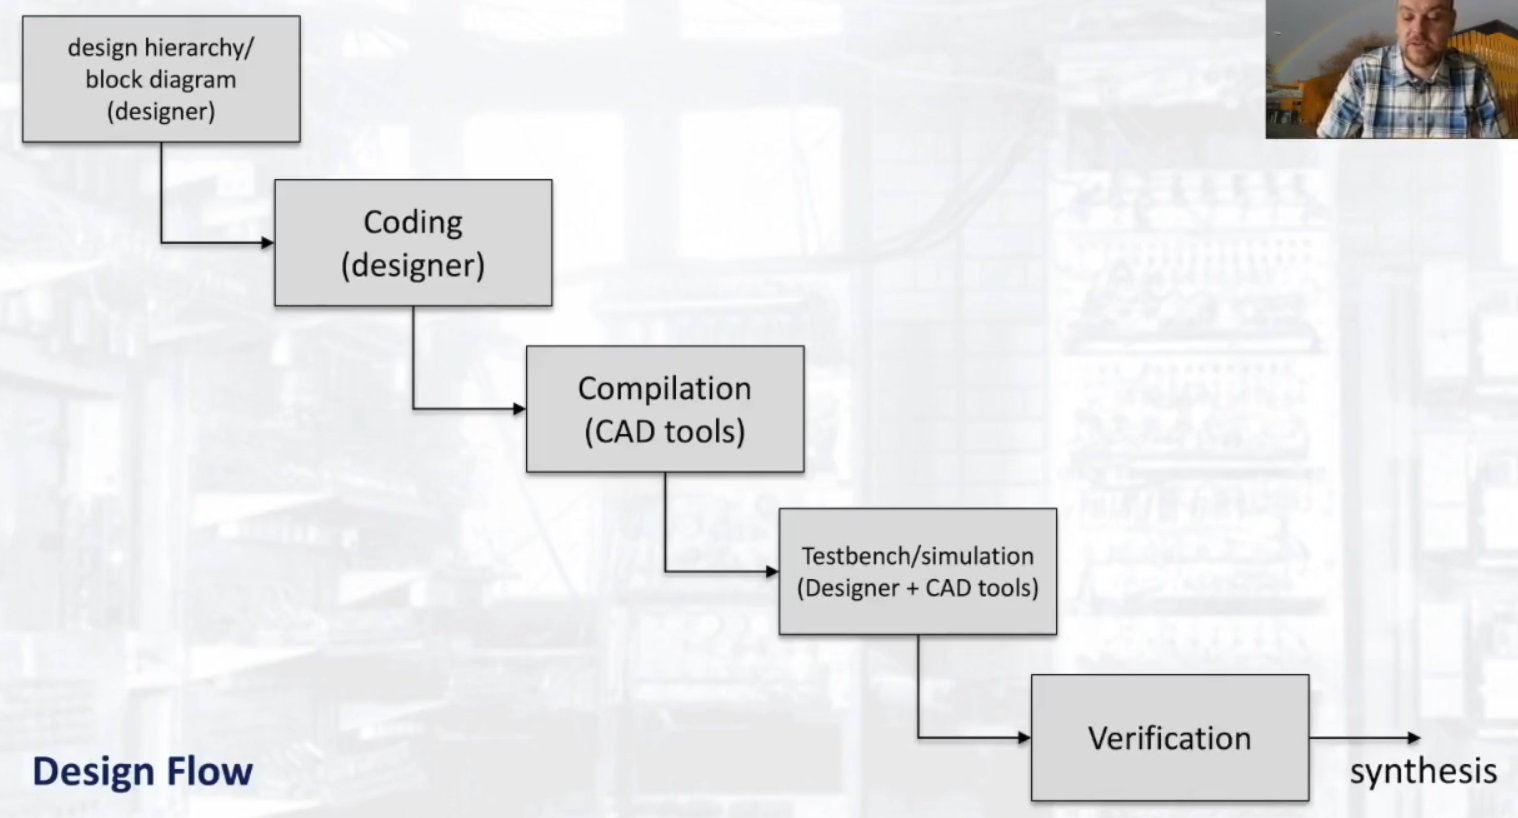 design hierarchy/
block diagram
(designer)
Coding
(designer)
Compilation
(CAD tools)
Testbench/simulation
(Designer + CAD tools)
Verification
synthesis
Design Flow